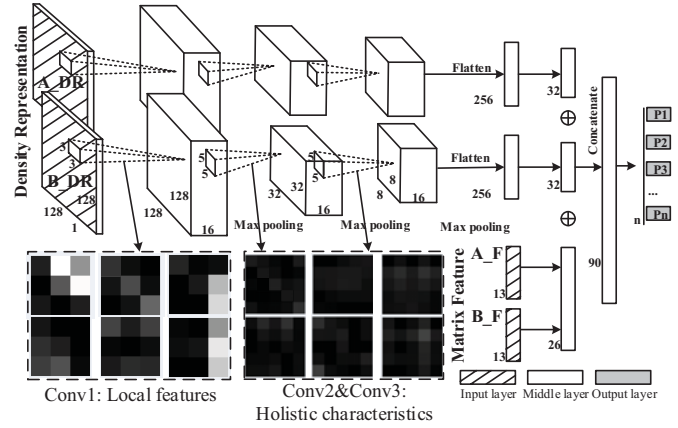 Density Representation
A_DR
B_DR
3
3
128
128
1
128
128
16
5
5
32
32
16
5
5
8
8
16
Max pooling
Max pooling
Max pooling
Flatten
256
32
Flatten
256
32
⊕
⊕
Concatenate
90
P1
P2
P3
...
Pn
n
Matrix Feature
A_F
13
B_F
13
26
Conv1: Local features
Conv2&Conv3:
Holistic characteristics
Input layer
Middle layer
Output layer